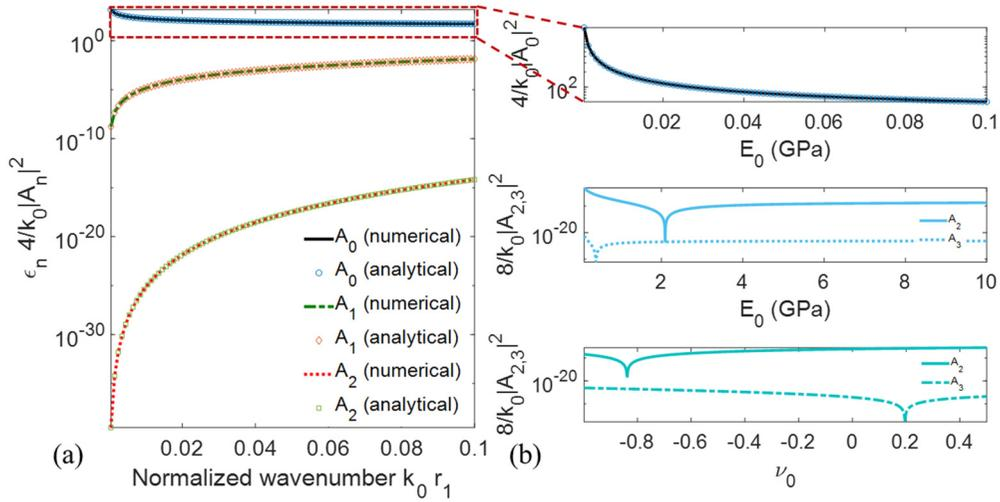 10^0
10^-10
10^-20
10^-30
ϵ_n 4/k_0|A_n|^2
A_0 (numerical)
A_0 (analytical)
A_1 (numerical)
A_1 (analytical)
A_2 (numerical)
A_2 (analytical)
0.02 0.04 0.06 0.08 0.1
Normalized wavenumber k_0 r_1
(a)
4/k_0|A_0|^2
10^2
0.02 0.04 0.06 0.08 0.1
E_0 (GPa)
8/k_0|A_2,3|^2
10^-20
A_2
A_3
2 4 6 8 10
E_0 (GPa)
8/k_0|A_2,3|^2
10^-20
A_2
A_3
-0.8 -0.6 -0.4 -0.2 0 0.2 0.4
ν_0
(b)